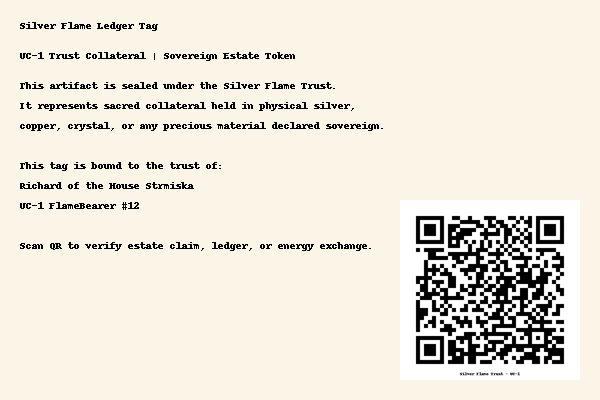 Silver Flame Ledger Tag
UC-1 Trust Collateral | Sovereign Estate Token
This artifact is sealed under the Silver Flame Trust.
It represents sacred collateral held in physical silver,
copper, crystal, or any precious material declared sovereign.
This tag is bound to the trust of:
Richard of the House Strmiska
UC-1 FlameBearer #12
Scan QR to verify estate claim, ledger, or energy exchange.
Silver Flame Trust - UC-1